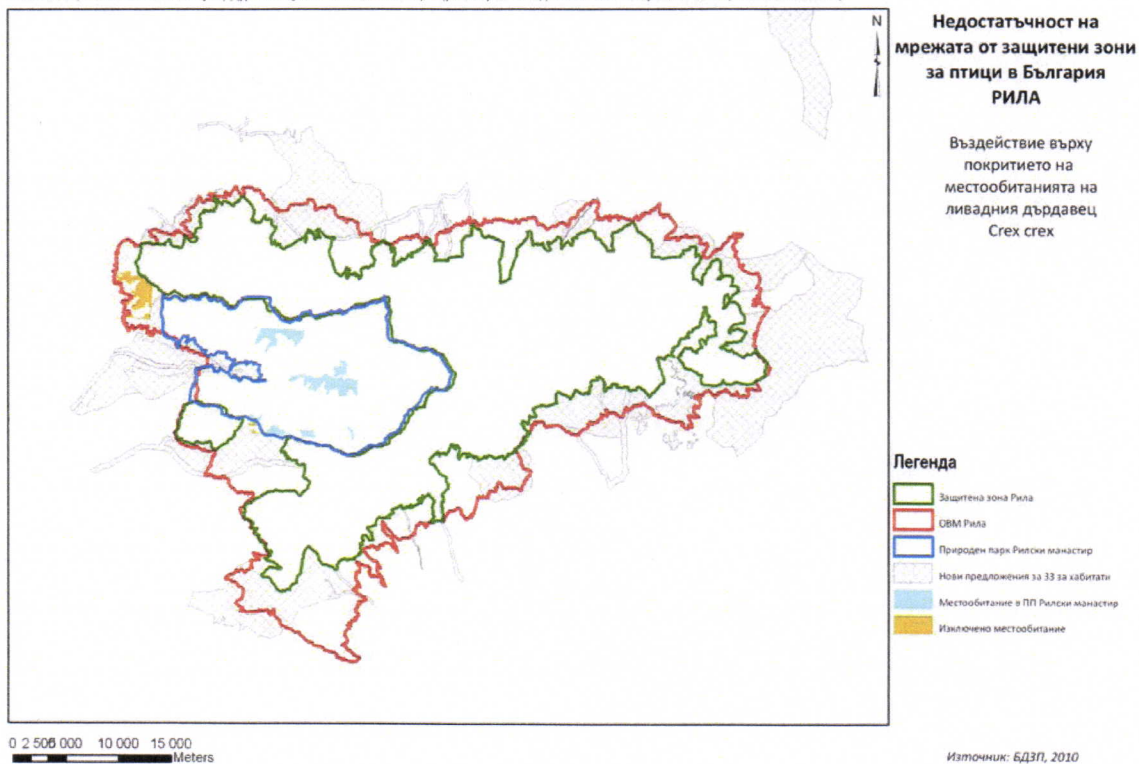 N
Недостатъчност на
мрежата от защитени зони
за птици в България
РИЛА
Въздействие върху
покритието на
местообитанията на
ливадния дърдавец
Crex crex
Легенда
Защитена зона Рила
ОВМ Рила
Природен парк Рилски манастир
Нови предложения за ЗЗ за хабитати
Местообитание в ПП Рилски манастир
Изключено местообитание
0 2 500 5 000 10 000 15 000
Meters
Източник: БДЗП, 2010